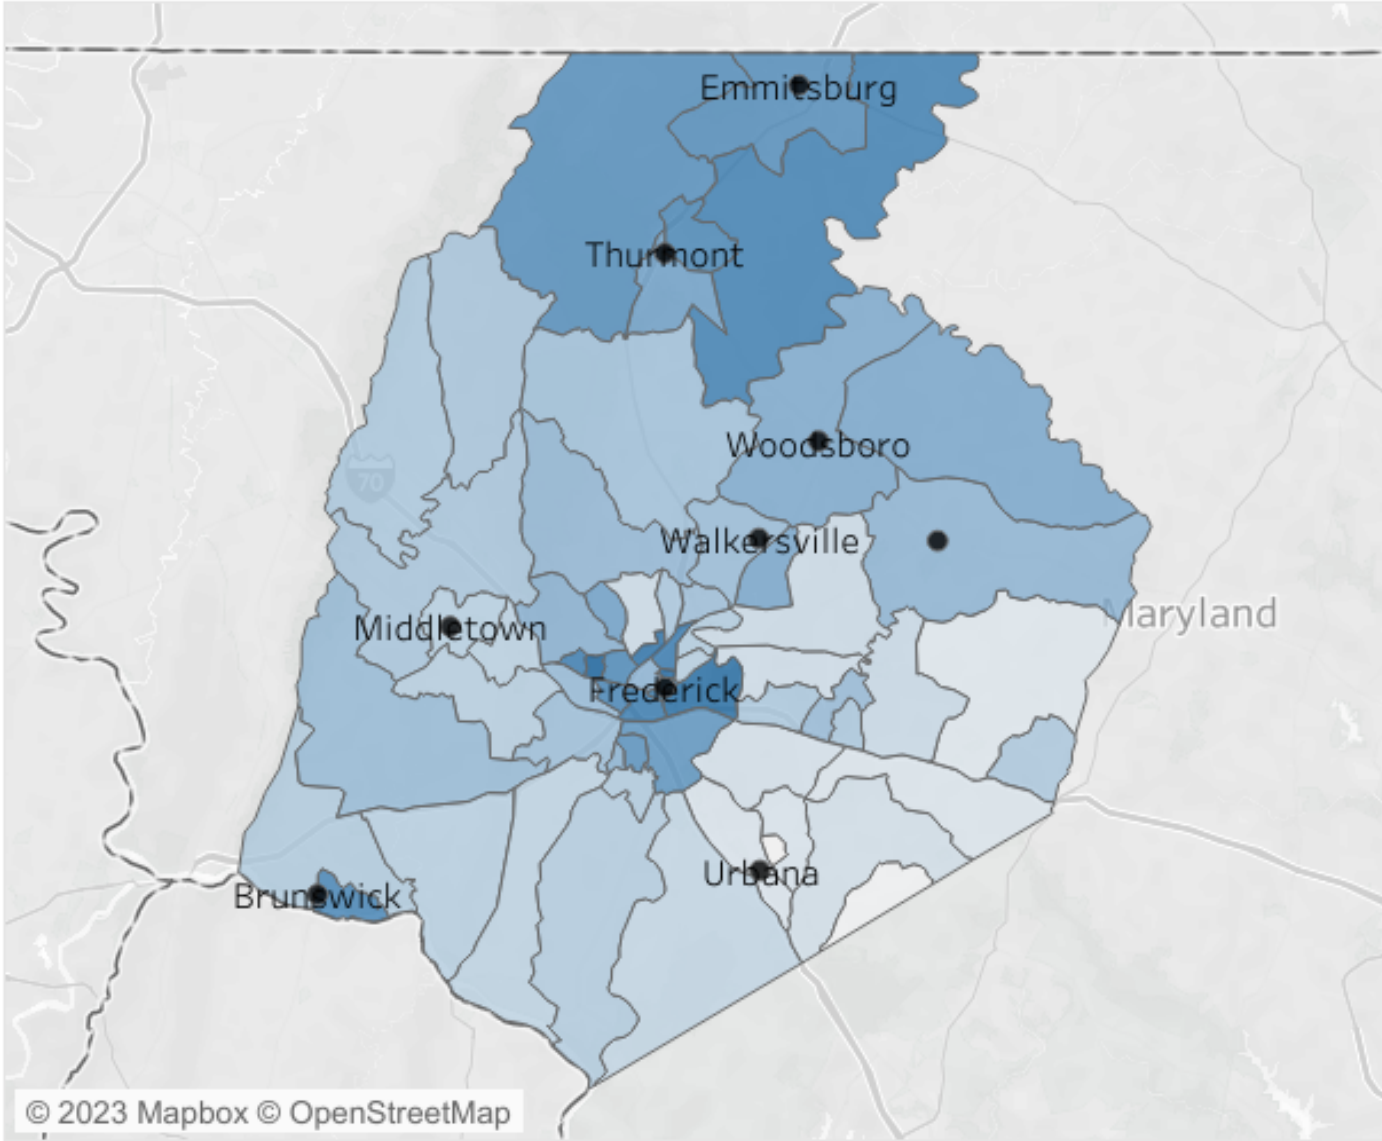 Emmitsburg
Thurmont
Woodsboro
70
Walkersville
Maryland
Middletown
Frederick
Urbana
Brunswick
© 2023 Mapbox © OpenStreetMap